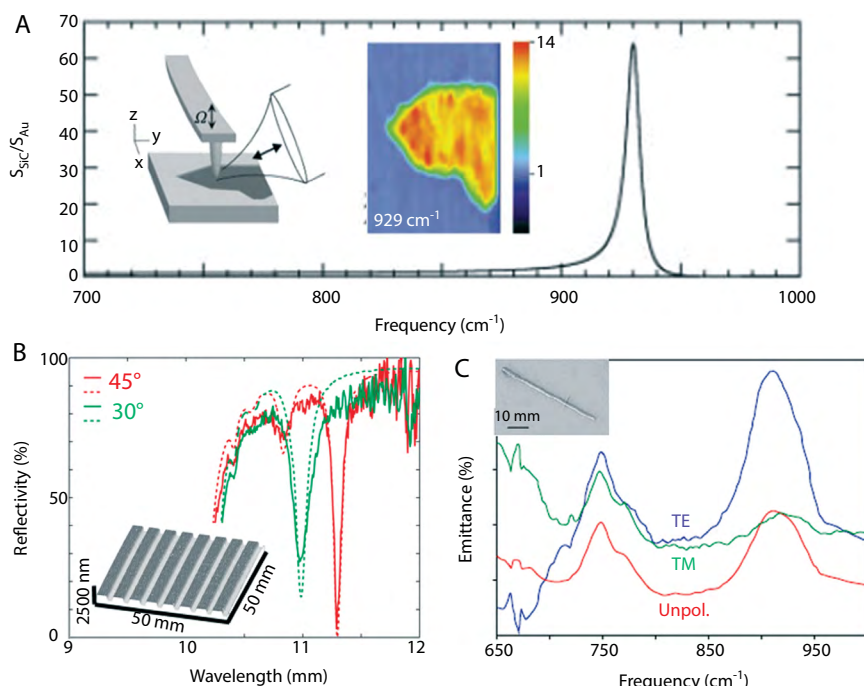 A
S_SiC/S_Au
70
60
50
40
30
20
10
0
z
y
x
Ω
929 cm⁻¹
14
1
700
800
900
1000
Frequency (cm⁻¹)
B
45°
30°
Reflectivity (%)
100
50
0
2500 nm
50 mm
50 mm
9
10
11
12
Wavelength (mm)
C
10 mm
Emittance (%)
TE
TM
Unpol.
650
750
850
950
Frequency (cm⁻¹)